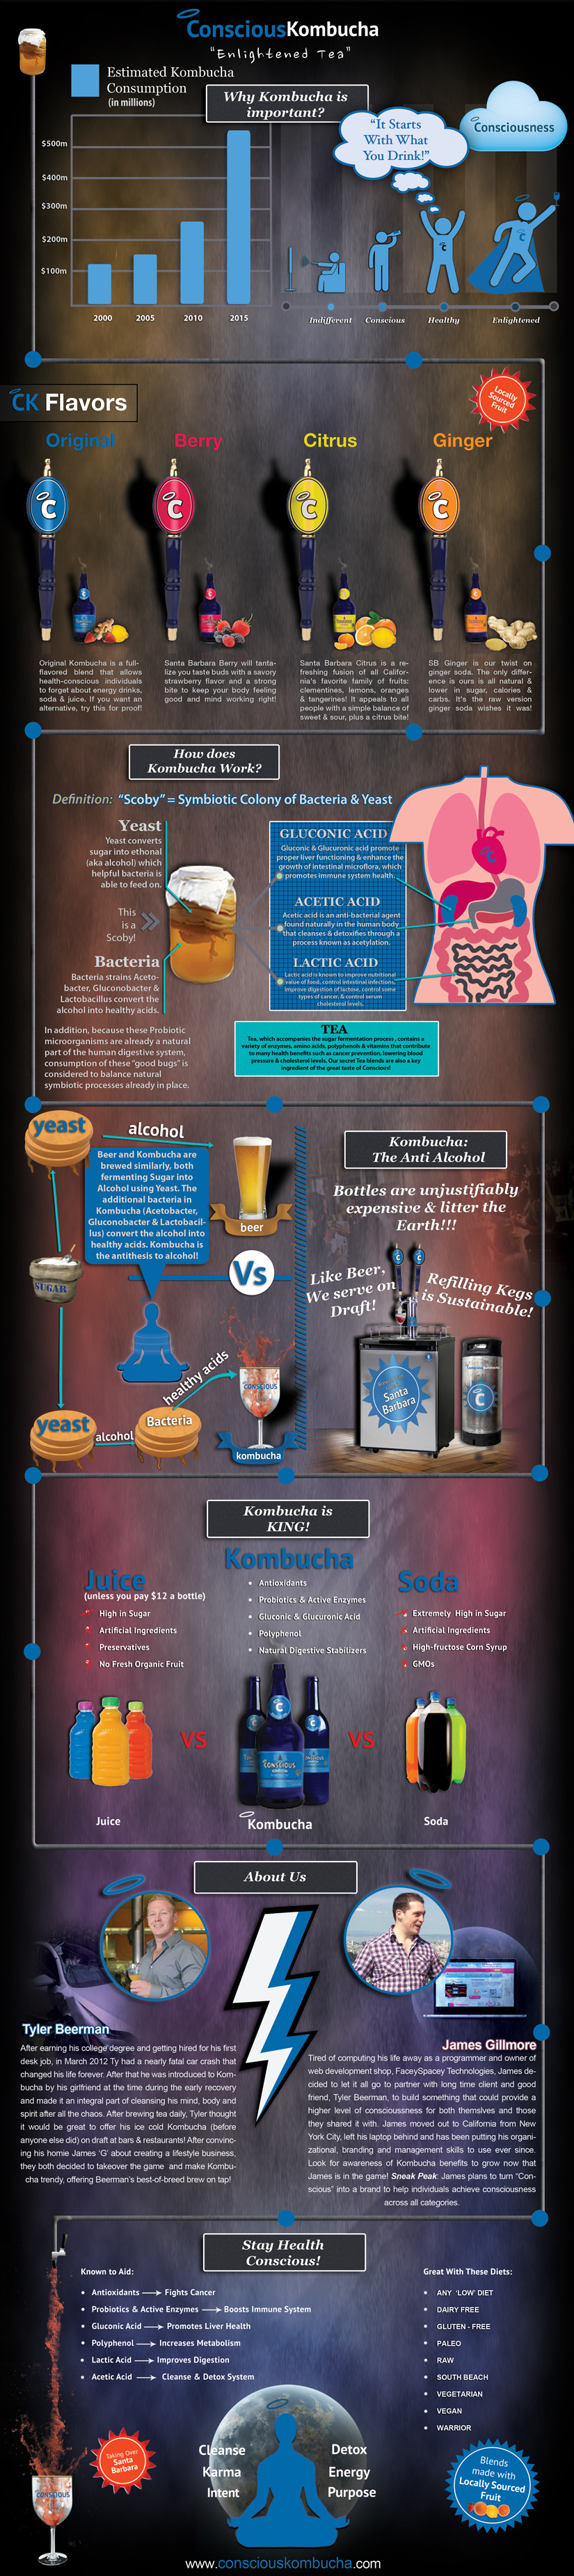 ConsciousKombucha
"Enlightened Tea"
Estimated Kombucha
Consumption
(in millions)
Why Kombucha is
important?
"It Starts
With What
You Drink!"
Consciousness
$500m
$400m
$300m
$200m
$100m
2000
2005
2010
2015
Indifferent
Conscious
Healthy
Enlightened
CK Flavors
Locally
Sourced
Fruit
Original
Berry
Citrus
Ginger
C
C
C
C
Original Kombucha is a full-
flavored blend that allows
health-conscious individuals
to forget about energy drinks,
soda & juice. If you want an
alternative, try this for proof!
Santa Barbara Berry will tanta-
lize you taste buds with a savory
strawberry flavor and a strong
bite to keep your body feeling
good and mind working right!
Santa Barbara Citrus is a re-
freshing fusion of all Califor-
nia's favorite family of fruits:
clementines, lemons, oranges
& tangerines! It appeals to all
people with a simple balance of
sweet & sour, plus a citrus bite!
SB Ginger is our twist on
ginger soda. The only differ-
ence is ours is all natural &
lower in sugar, calories &
carbs. It's the raw version
ginger soda wishes it was!
How does
Kombucha Work?
Definition: "Scoby" = Symbiotic Colony of Bacteria & Yeast
Yeast
Yeast converts
sugar into ethonal
(aka alcohol) which
helpful bacteria is
able to feed on.
This
is a
Scoby!
Bacteria
Bacteria strains Aceto-
bacter, Gluconobacter &
Lactobacillus convert the
alcohol into healthy acids.
In addition, because these Probiotic
microorganisms are already a natural
part of the human digestive system,
consumption of these "good bugs" is
considered to balance natural
symbiotic processes already in place.
GLUCONIC ACID
Gluconic & Glucuronic acid promote
proper liver functioning & enhance the
growth of intestinal microflora, which
promotes immune system health.
ACETIC ACID
Acetic acid is an anti-bacterial agent
found naturally in the human body
that cleanses & detoxifies through a
process known as acetylation.
LACTIC ACID
Lactic acid is known to improve nutritional
value of food, control intestinal infections,
improve digestion of lactose, control some
types of cancer, & control serum
cholesterol levels.
TEA
Tea, which accompanies the sugar fermentation process , contains a
variety of enzymes, amino acids, polyphenols & vitamins that contribute
to many health benefits such as cancer prevention, lowering blood
pressure & cholesterol levels. Our secret Tea blends are also a key
ingredient of the great taste of Conscious!
yeast
alcohol
Beer and Kombucha are
brewed similarly, both
fermenting Sugar into
Alcohol using Yeast. The
additional bacteria in
Kombucha (Acetobacter,
Gluconobacter & Lactobacil-
lus) convert the alcohol into
healthy acids. Kombucha is
the antithesis to alcohol!
beer
Vs
SUGAR
healthy acids
CONSCIOUS
yeast
alcohol
Bacteria
kombucha
Kombucha:
The Anti Alcohol
Bottles are unjustifiably
expensive & litter the
Earth!!!
Like Beer,
We serve on
Draft!
Refilling Kegs
is Sustainable!
Santa
Barbara
C
Kombucha is
KING!
Juice
(unless you pay $12 a bottle)
High in Sugar
Artificial Ingredients
Preservatives
No Fresh Organic Fruit
Kombucha
• Antioxidants
• Probiotics & Active Enzymes
• Gluconic & Glucuronic Acid
• Polyphenol
• Natural Digestive Stabilizers
Soda
Extremely High in Sugar
Artificial Ingredients
High-fructose Corn Syrup
GMOs
VS
VS
CONSCIOUS
Juice
Kombucha
Soda
About Us
Tyler Beerman
After earning his college degree and getting hired for his first
desk job, in March 2012 Ty had a nearly fatal car crash that
changed his life forever. After that he was introduced to Kom-
bucha by his girlfriend at the time during the early recovery
and made it an integral part of cleansing his mind, body and
spirit after all the chaos. After brewing tea daily, Tyler thought
it would be great to offer his ice cold Kombucha (before
anyone else did) on draft at bars & restaurants! After convinc-
ing his homie James 'G' about creating a lifestyle business,
they both decided to takeover the game and make Kombu-
cha trendy, offering Beerman's best-of-breed brew on tap!
James Gillmore
Tired of computing his life away as a programmer and owner of
web development shop, FaceySpacey Technologies, James de-
cided to let it all go to partner with long time client and good
friend, Tyler Beerman, to build something that could provide a
higher level of consciousness for both themslves and those
they shared it with. James moved out to California from New
York City, left his laptop behind and has been putting his organi-
zational, branding and management skills to use ever since.
Look for awareness of Kombucha benefits to grow now that
James is in the game! Sneak Peak: James plans to turn "Con-
scious" into a brand to help individuals achieve consciousness
across all categories.
Stay Health
Conscious!
Known to Aid:
• Antioxidants → Fights Cancer
• Probiotics & Active Enzymes → Boosts Immune System
• Gluconic Acid → Promotes Liver Health
• Polyphenol → Increases Metabolism
• Lactic Acid → Improves Digestion
• Acetic Acid → Cleanse & Detox System
Great With These Diets:
• ANY 'LOW' DIET
• DAIRY FREE
• GLUTEN - FREE
• PALEO
• RAW
• SOUTH BEACH
• VEGETARIAN
• VEGAN
• WARRIOR
Taking Over
Santa
Barbara
CONSCIOUS
Cleanse
Karma
Intent
Detox
Energy
Purpose
Blends
made with
Locally Sourced
Fruit
www.consciouskombucha.com